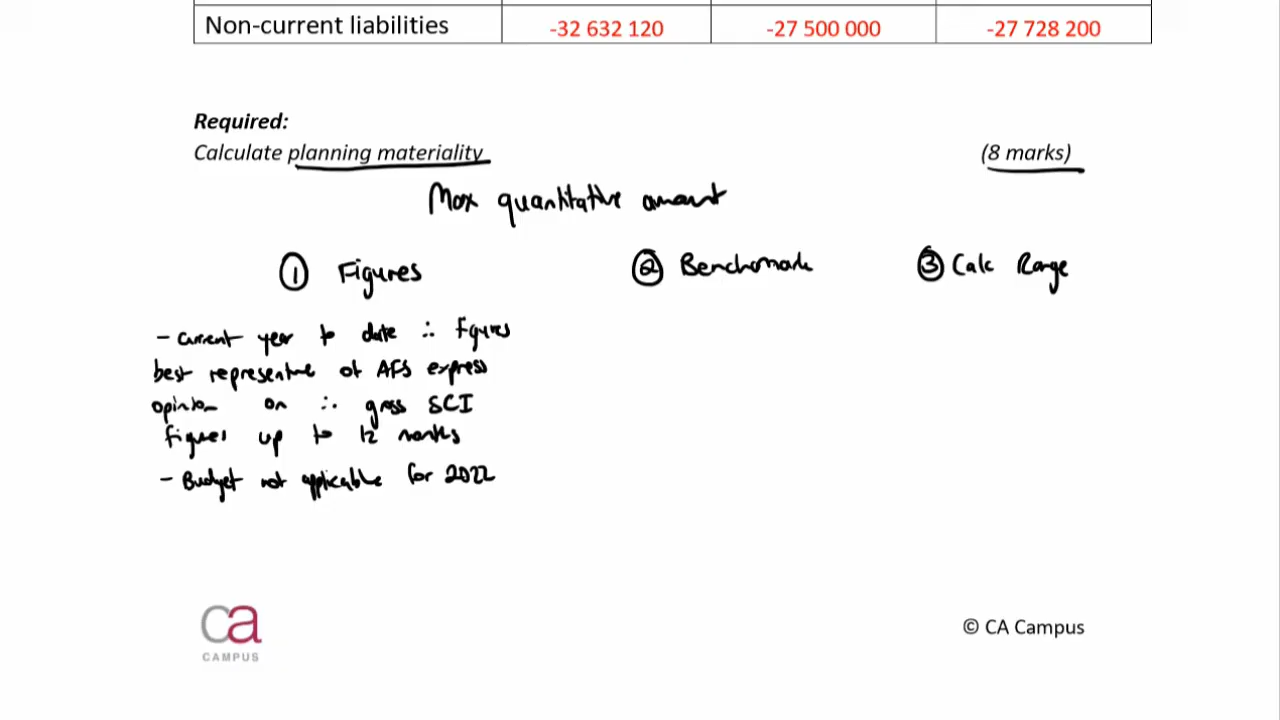 Non-current liabilities -32 632 120 -27 500 000 -27 728 200
Required:
Calculate planning materiality (8 marks)
Max quantitative amount
① Figures ② Benchmark ③ Calc Range
- Current year to date ∴ Figures
best representive of AFS express
opinion on ∴ gross SCI
figures up to 12 months
- Budget not applicable for 2022
ca
CAMPUS
© CA Campus